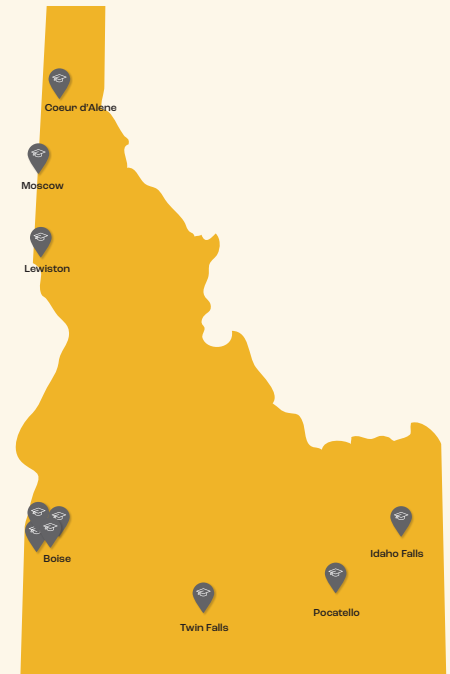 Coeur d'Alene
Moscow
Lewiston
Boise
Idaho Falls
Pocatello
Twin Falls